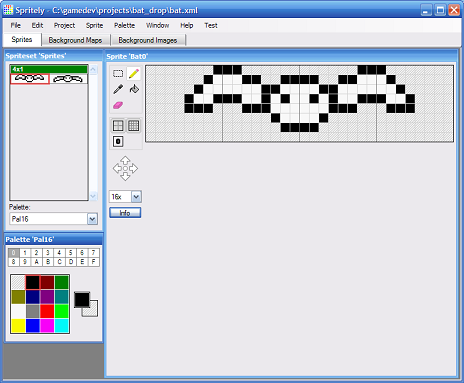 Spritely - C:\gamedev\projects\bat_drop\bat.xml
File Edit Project Sprite Palette Window Help Test
Sprites Background Maps Background Images
Spriteset 'Sprites'
4x1
Palette:
Pal16
Palette 'Pal16'
0 1 2 3 4 5 6 7
8 9 A B C D E F
Sprite 'Bat0'
0
16x
Info